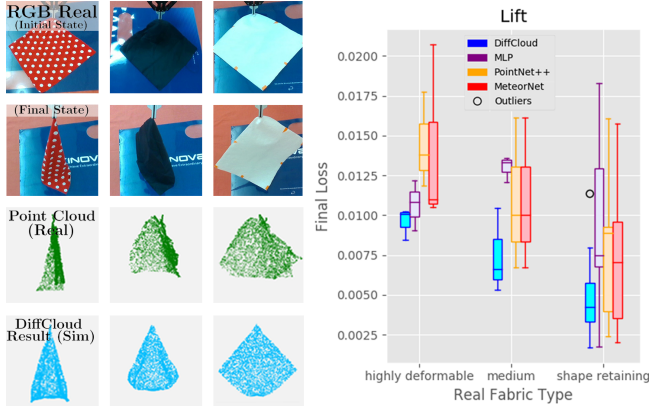 RGB Real
(Initial State)
(Final State)
INOVA
Point Cloud
(Real)
DiffCloud
Result (Sim)
Lift
DiffCloud
MLP
PointNet++
MeteorNet
Outliers
Final Loss
0.0200
0.0175
0.0150
0.0125
0.0100
0.0075
0.0050
0.0025
highly deformable
medium
shape retaining
Real Fabric Type